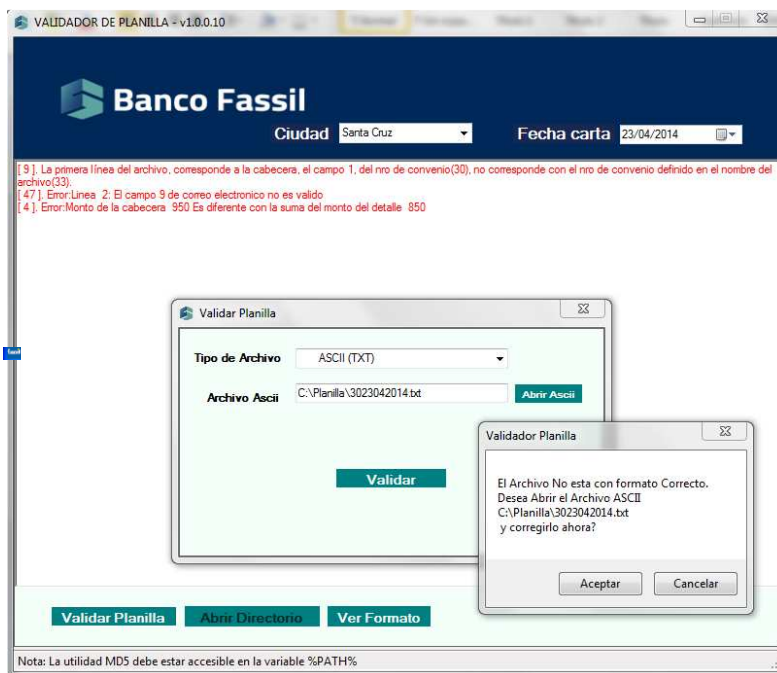 VALIDADOR DE PLANILLA - v1.0.0.10
Banco Fassil
Ciudad Santa Cruz Fecha carta 23/04/2014
[ 9 ]. La primera línea del archivo, corresponde a la cabecera, el campo 1, del nro de convenio(30), no corresponde con el nro de convenio definido en el nombre del
archivo(33).
[ 47 ]. Error:Linea 2: El campo 9 de correo electronico no es valido
[ 4 ]. Error:Monto de la cabecera 950 Es diferente con la suma del monto del detalle 850
Validar Planilla
Tipo de Archivo ASCII (TXT)
Archivo Ascii C:\Planilla\3023042014.txt Abrir Ascii
Validar
Validador Planilla
El Archivo No esta con formato Correcto.
Desea Abrir el Archivo ASCII
C:\Planilla\3023042014.txt
y corregirlo ahora?
Aceptar Cancelar
Validar Planilla Abrir Directorio Ver Formato
Nota: La utilidad MD5 debe estar accesible en la variable %PATH%